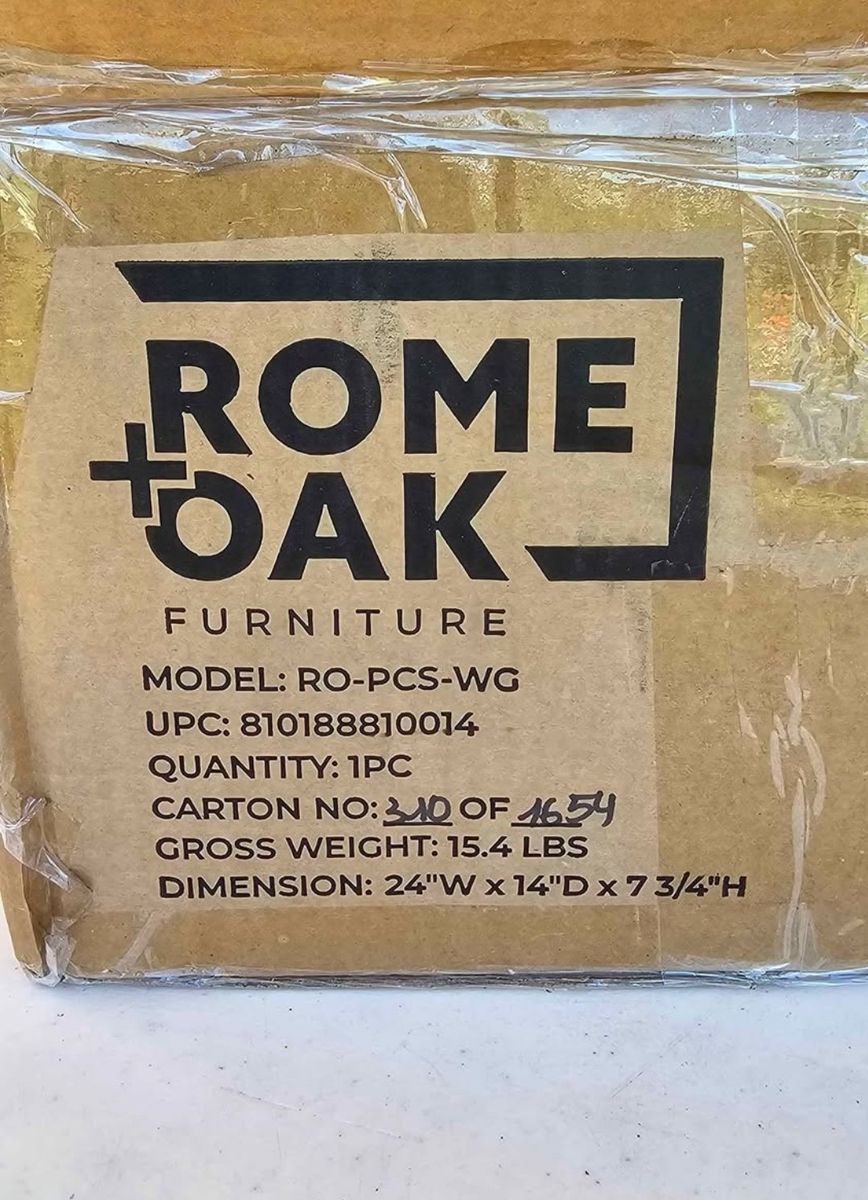 ROME
+OAK
FURNITURE
MODEL: RO-PCS-WG
UPC: 810188810014
QUANTITY: 1PC
CARTON NO: 310 OF 1654
GROSS WEIGHT: 15.4 LBS
DIMENSION: 24"W x 14"D x 7 3/4"H